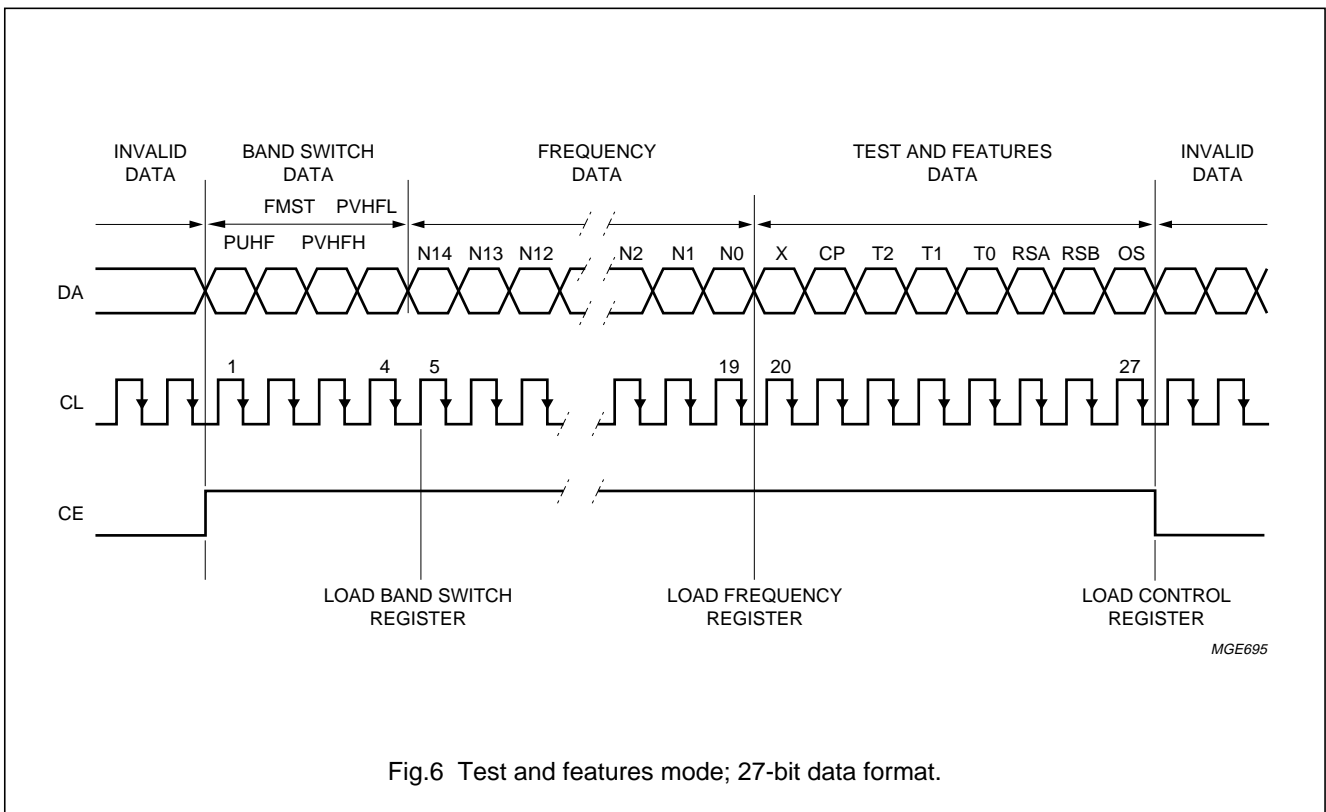 INVALID DATA
BAND SWITCH DATA
FREQUENCY DATA
TEST AND FEATURES DATA
INVALID DATA
FMST PVHFL
PUHF PVHFH
N14 N13 N12 N2 N1 N0 X CP T2 T1 T0 RSA RSB OS
DA
1 4 5 19 20 27
CL
CE
LOAD BAND SWITCH REGISTER
LOAD FREQUENCY REGISTER
LOAD CONTROL REGISTER
MGE695
Fig.6 Test and features mode; 27-bit data format.